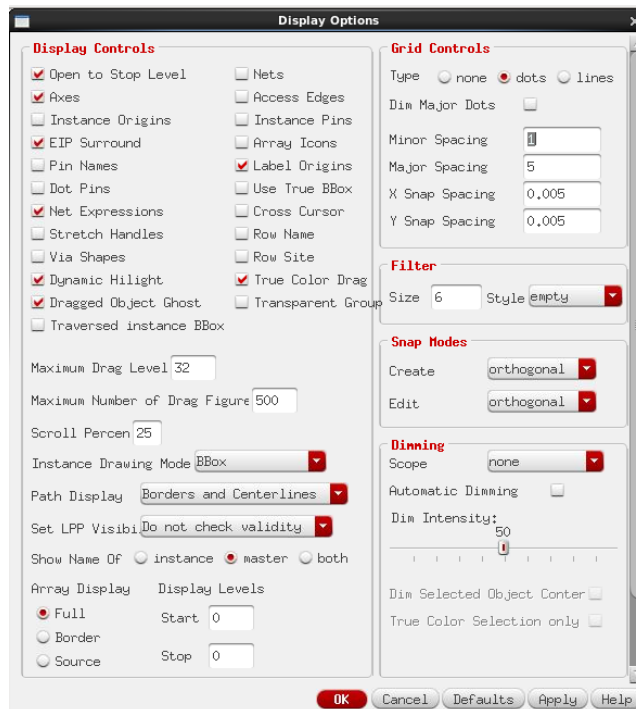 Display Options
Display Controls
Open to Stop Level
Nets
Axes
Access Edges
Instance Origins
Instance Pins
EIP Surround
Array Icons
Pin Names
Label Origins
Dot Pins
Use True BBox
Net Expressions
Cross Cursor
Stretch Handles
Row Name
Via Shapes
Row Site
Dynamic Hilight
True Color Drag
Dragged Object Ghost
Transparent Group
Traversed instance BBox
Maximum Drag Level 32
Maximum Number of Drag Figure 500
Scroll Percen 25
Instance Drawing Mode BBox
Path Display Borders and Centerlines
Set LPP Visibi Do not check validity
Show Name Of instance master both
Array Display
Display Levels
Full
Start 0
Border
Source
Stop 0
Grid Controls
Type none dots lines
Dim Major Dots
Minor Spacing 1
Major Spacing 5
X Snap Spacing 0.005
Y Snap Spacing 0.005
Filter
Size 6 Style empty
Snap Modes
Create orthogonal
Edit orthogonal
Dimming
Scope none
Automatic Dimming
Dim Intensity:
50
Dim Selected Object Conter
True Color Selection only
OK Cancel Defaults Apply Help